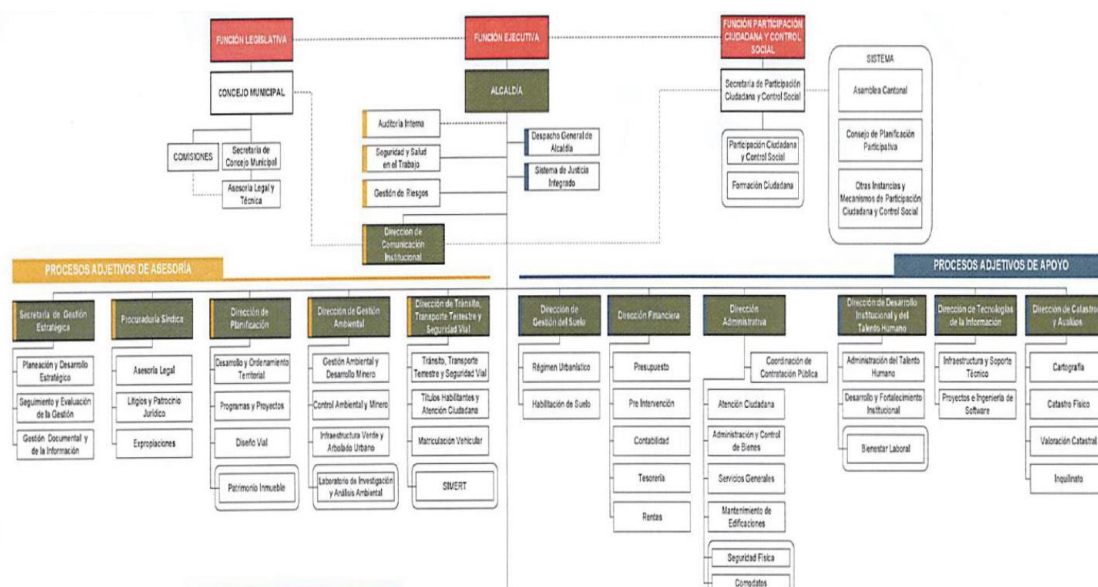 FUNCIÓN LEGISLATIVA
FUNCIÓN EJECUTIVA
FUNCIÓN PARTICIPACIÓN
CIUDADANA Y CONTROL
SOCIAL
CONCEJO MUNICIPAL
ALCALDÍA
Secretaría de Participación
Ciudadana y Control Social
SISTEMA
Asamblea Cantonal
Consejo de Planificación
Participativa
Otras Instancias y
Mecanismos de Participación
Ciudadana y Control Social
COMISIONES
Secretaría de
Concejo Municipal
Asesoría Legal y
Técnica
Auditoría Interna
Seguridad y Salud
en el Trabajo
Gestión de Riesgos
Despacho General de
Alcaldía
Sistema de Justicia
Integrado
Participación Ciudadana
y Control Social
Formación Ciudadana
Dirección de
Comunicación
Institucional
PROCESOS ADJETIVOS DE ASESORÍA
PROCESOS ADJETIVOS DE APOYO
Secretaría de Gestión
Estratégica
Planeación y Desarrollo
Estratégico
Seguimiento y Evaluación
de la Gestión
Gestión Documental y
de la Información
Procuraduría Síndica
Asesoría Legal
Litigios y Patrocinio
Jurídico
Expropiaciones
Dirección de
Planificación
Desarrollo y Ordenamiento
Territorial
Programas y Proyectos
Diseño Vial
Patrimonio Inmueble
Dirección de Gestión
Ambiental
Gestión Ambiental y
Desarrollo Minero
Control Ambiental y Minero
Infraestructura Verde y
Arbolado Urbano
Laboratorio de Investigación
y Análisis Ambiental
Dirección de Tránsito,
Transporte Terrestre y
Seguridad Vial
Tránsito, Transporte
Terrestre y Seguridad Vial
Títulos Habilitantes y
Atención Ciudadana
Matriculación Vehicular
SIMERT
Dirección de
Gestión del Suelo
Régimen Urbanístico
Habilitación de Suelo
Dirección Financiera
Presupuesto
Pre Intervención
Contabilidad
Tesorería
Rentas
Dirección
Administrativa
Coordinación de
Contratación Pública
Atención Ciudadana
Administración y Control
de Bienes
Servicios Generales
Mantenimiento de
Edificaciones
Seguridad Física
Comodatos
Dirección de Desarrollo
Institucional y del
Talento Humano
Administración del Talento
Humano
Desarrollo y Fortalecimiento
Institucional
Bienestar Laboral
Dirección de Tecnologías
de la Información
Infraestructura y Soporte
Técnico
Proyectos e Ingeniería de
Software
Dirección de Catastros
y Avalúos
Cartografía
Catastro Físico
Valoración Catastral
Inquilinato